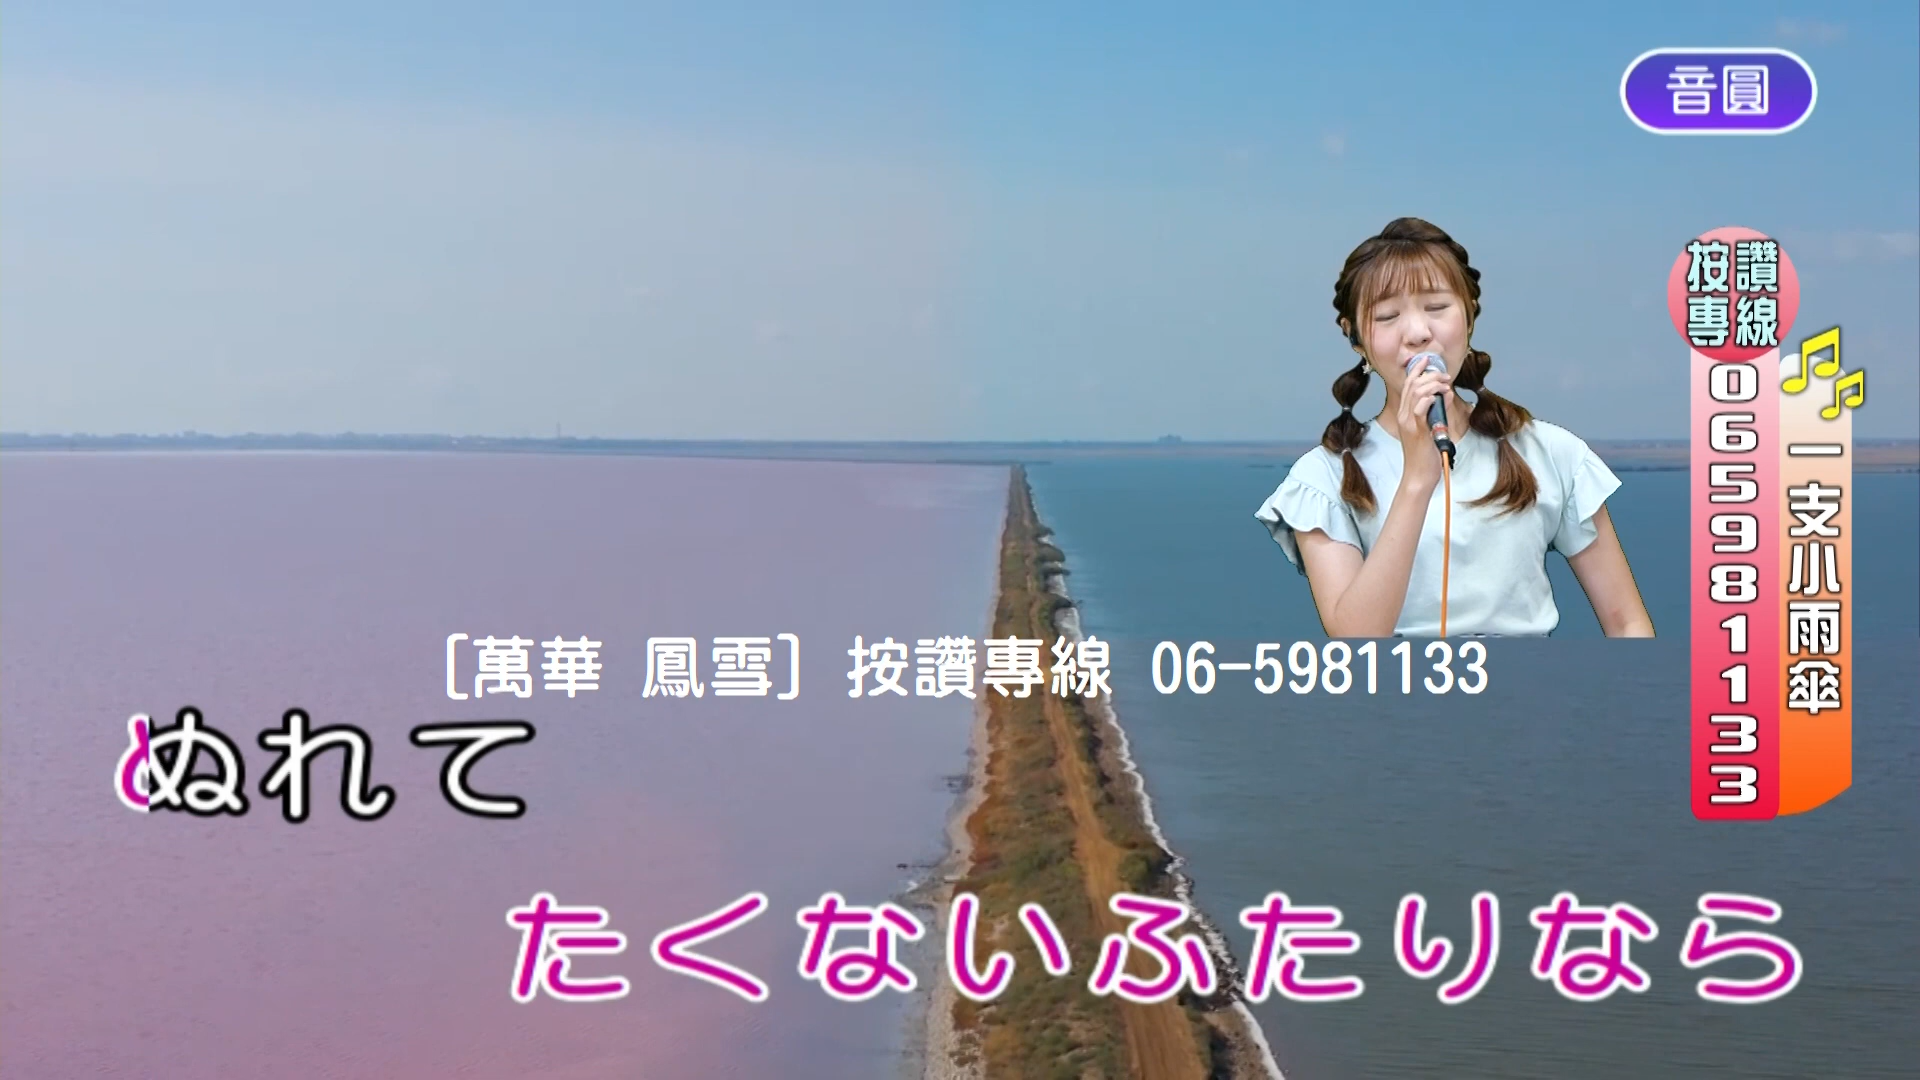 音圓
按讚
專線
065981133
一支小雨傘
[萬華 鳳雪] 按讚專線 06-5981133
ぬれて
たくないふたりなら